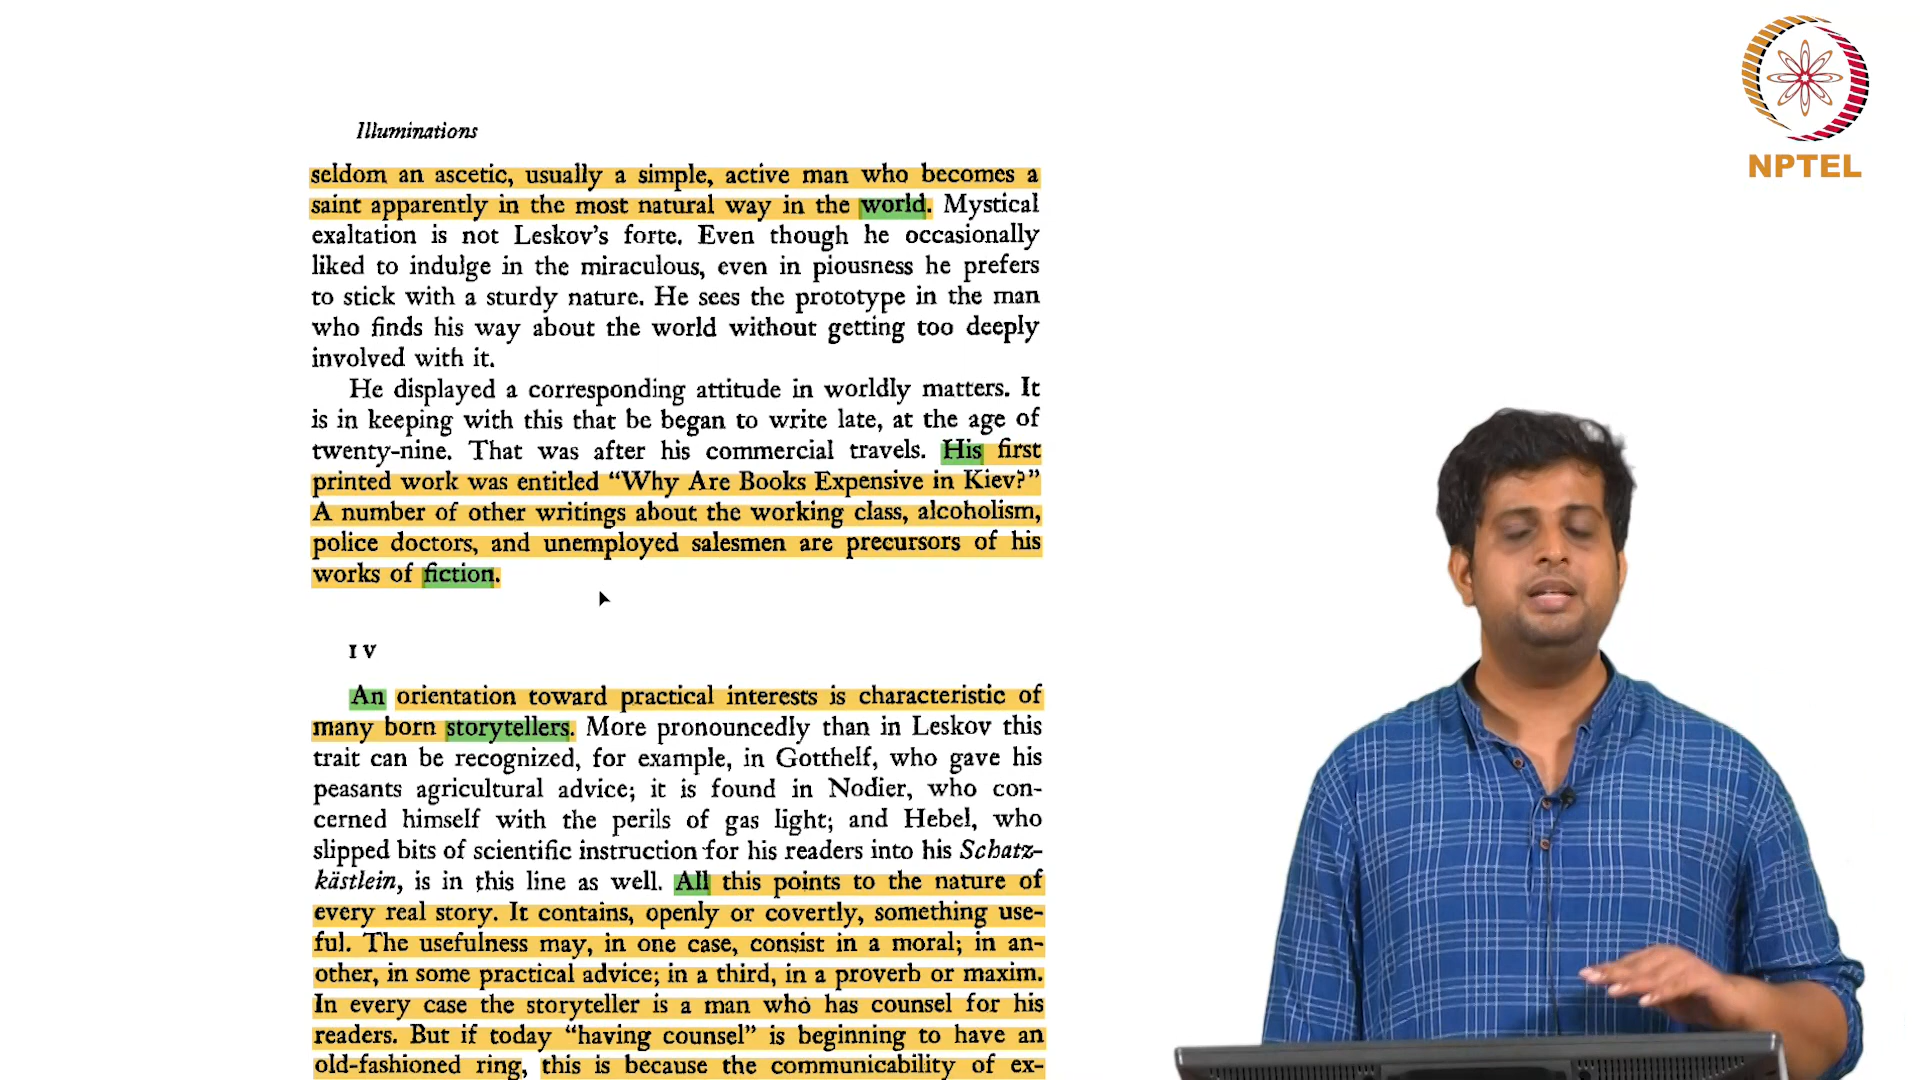 NPTEL
Illuminations
seldom an ascetic, usually a simple, active man who becomes a
saint apparently in the most natural way in the world. Mystical
exaltation is not Leskov's forte. Even though he occasionally
liked to indulge in the miraculous, even in piousness he prefers
to stick with a sturdy nature. He sees the prototype in the man
who finds his way about the world without getting too deeply
involved with it.
He displayed a corresponding attitude in worldly matters. It
is in keeping with this that be began to write late, at the age of
twenty-nine. That was after his commercial travels. His first
printed work was entitled "Why Are Books Expensive in Kiev?"
A number of other writings about the working class, alcoholism,
police doctors, and unemployed salesmen are precursors of his
works of fiction.
IV
An orientation toward practical interests is characteristic of
many born storytellers. More pronouncedly than in Leskov this
trait can be recognized, for example, in Gotthelf, who gave his
peasants agricultural advice; it is found in Nodier, who con-
cerned himself with the perils of gas light; and Hebel, who
slipped bits of scientific instruction for his readers into his Schatz-
kästlein, is in this line as well. All this points to the nature of
every real story. It contains, openly or covertly, something use-
ful. The usefulness may, in one case, consist in a moral; in an-
other, in some practical advice; in a third, in a proverb or maxim.
In every case the storyteller is a man who has counsel for his
readers. But if today "having counsel" is beginning to have an
old-fashioned ring, this is because the communicability of ex-